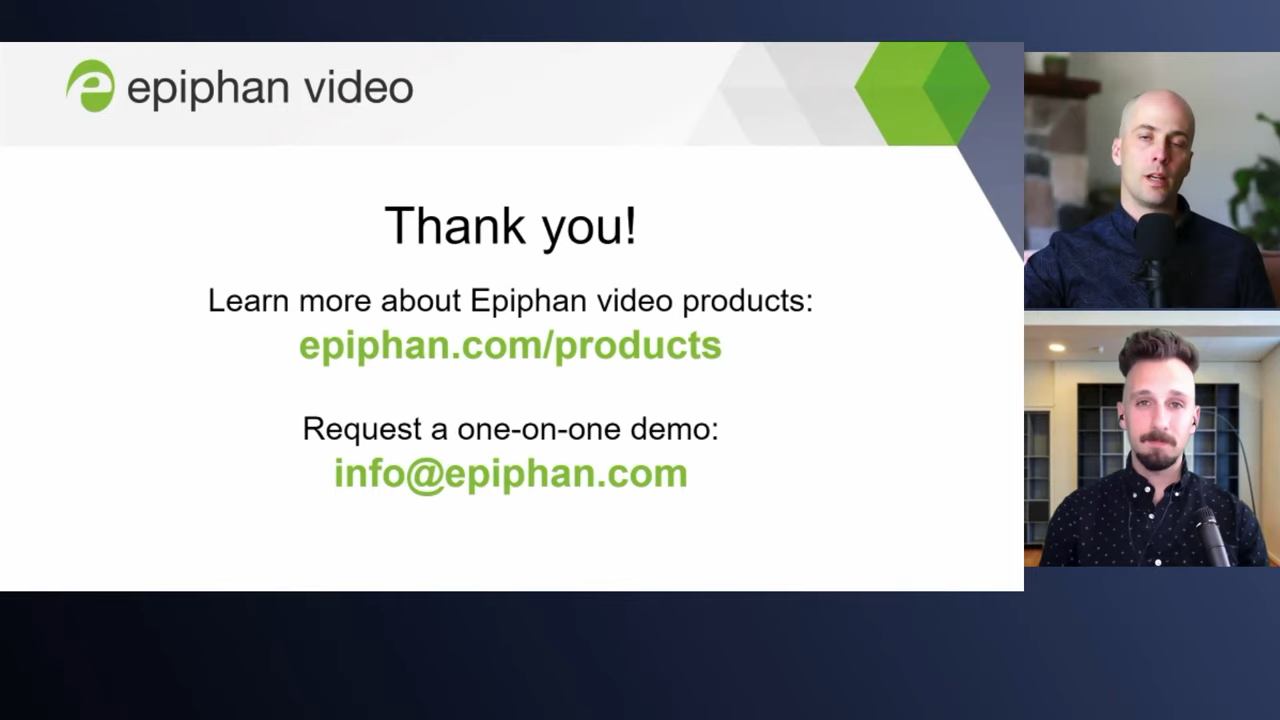 epiphan video
Thank you!
Learn more about Epiphan video products:
epiphan.com/products
Request a one-on-one demo:
info@epiphan.com